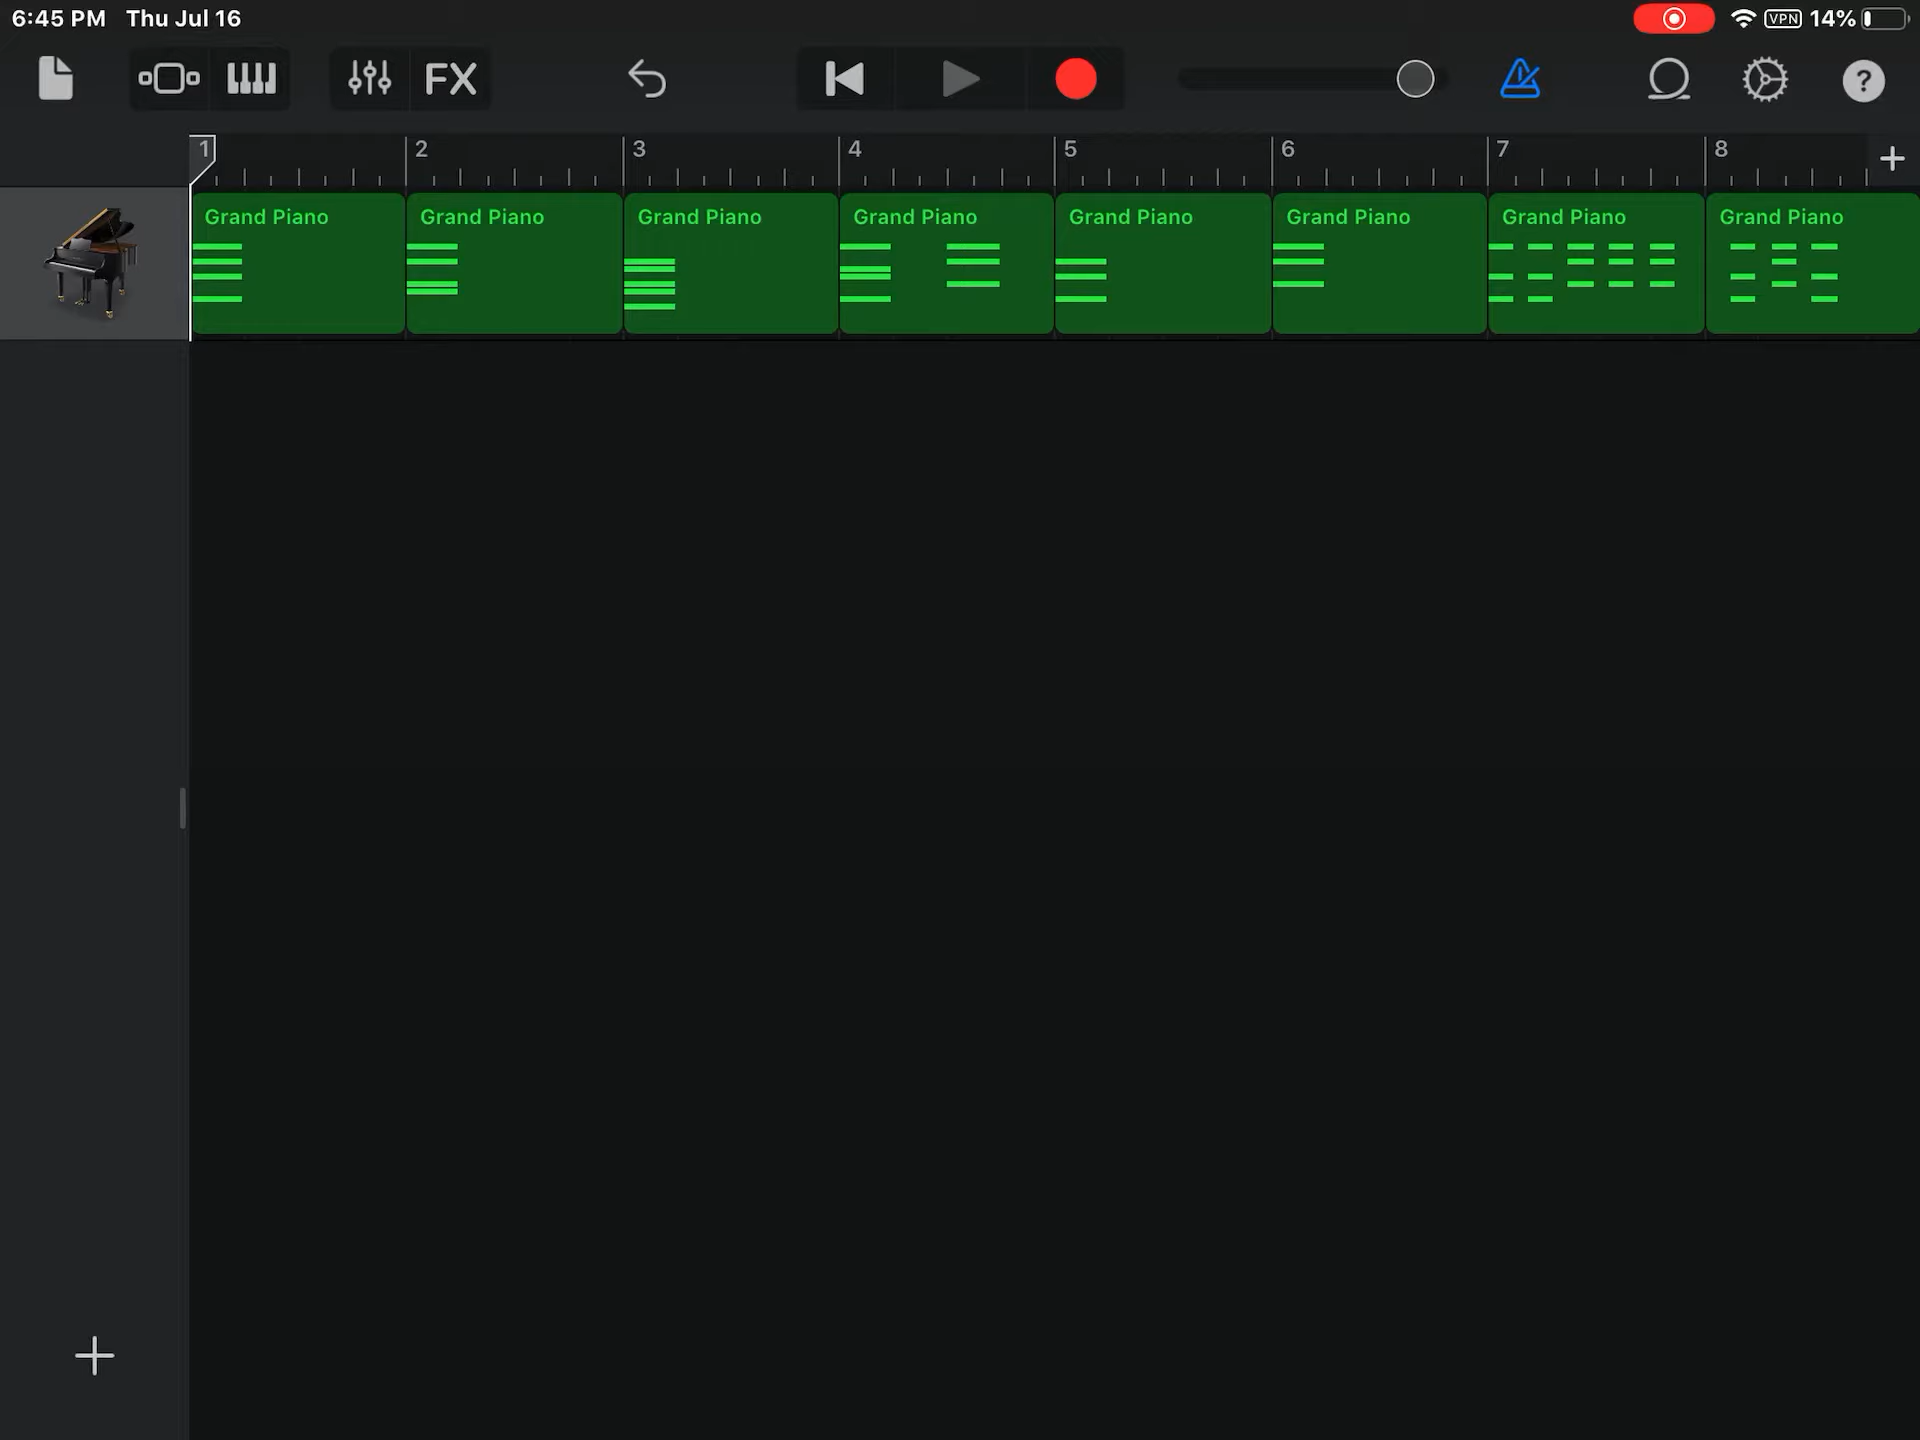 6:45 PM Thu Jul 16
VPN 14%
FX
?
1 2 3 4 5 6 7 8
Grand Piano Grand Piano Grand Piano Grand Piano Grand Piano Grand Piano Grand Piano Grand Piano